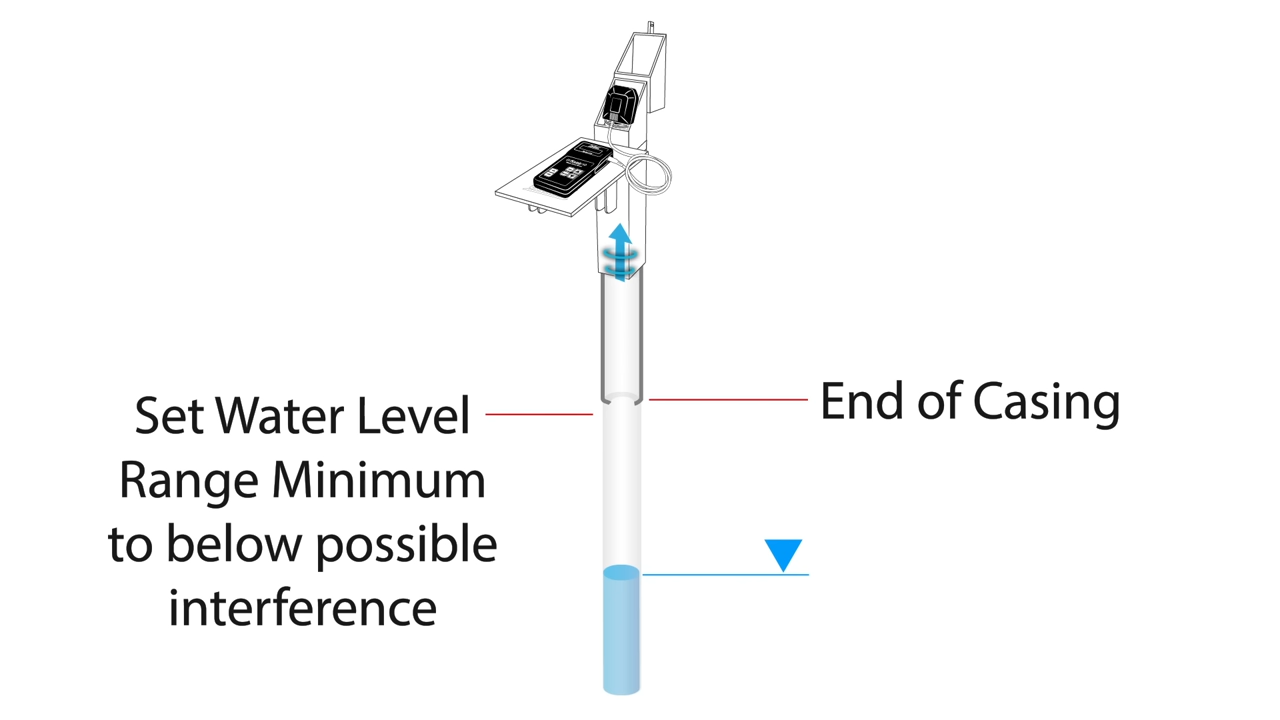 Set Water Level
Range Minimum
to below possible
interference
End of Casing